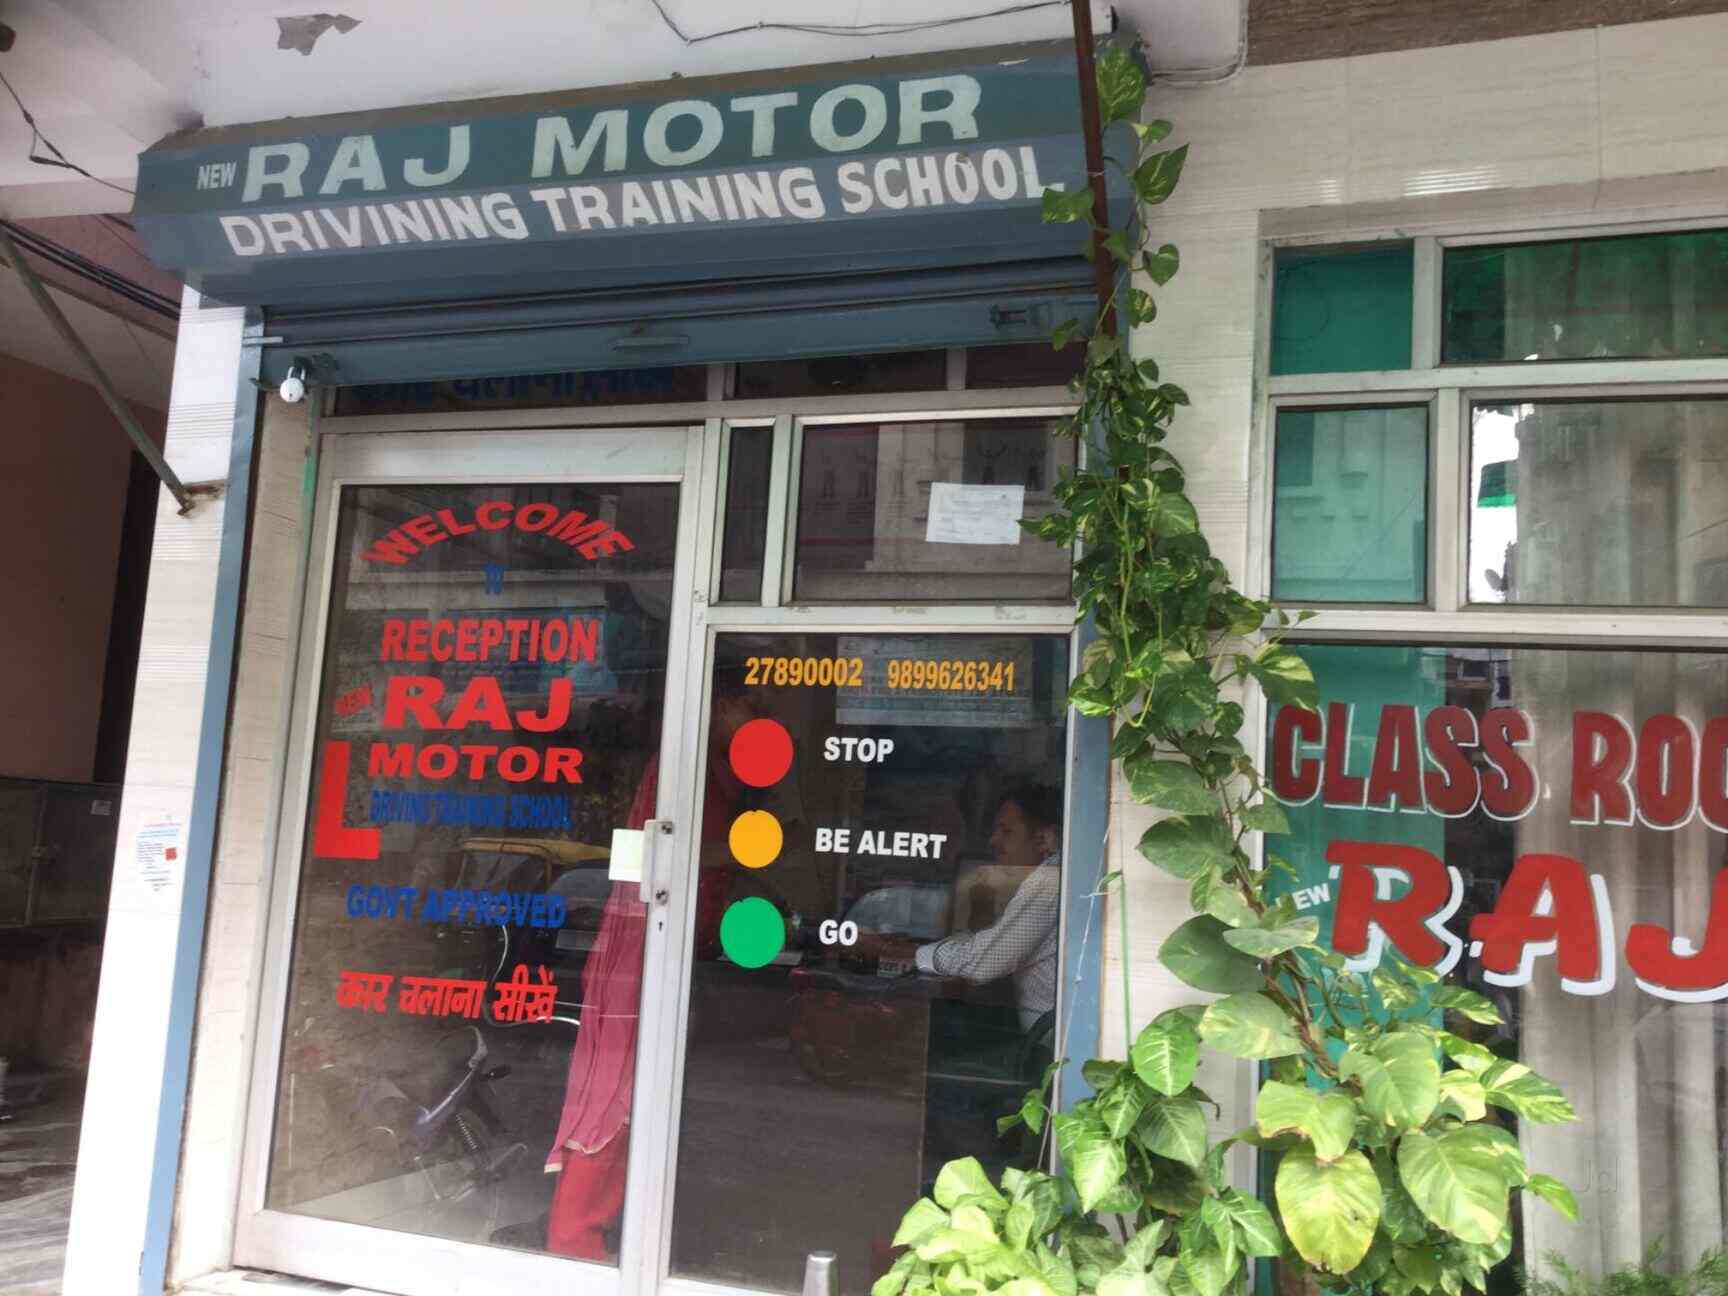 NEW RAJ MOTOR
DRIVINING TRAINING SCHOOL
WELCOME
TO
RECEPTION
NEW RAJ
MOTOR
L
DRIVING TRAINING SCHOOL
GOVT APPROVED
कार चलाना सीखें
27890002 9899626341
STOP
BE ALERT
GO
CLASS ROO
NEW RAJ
Jd